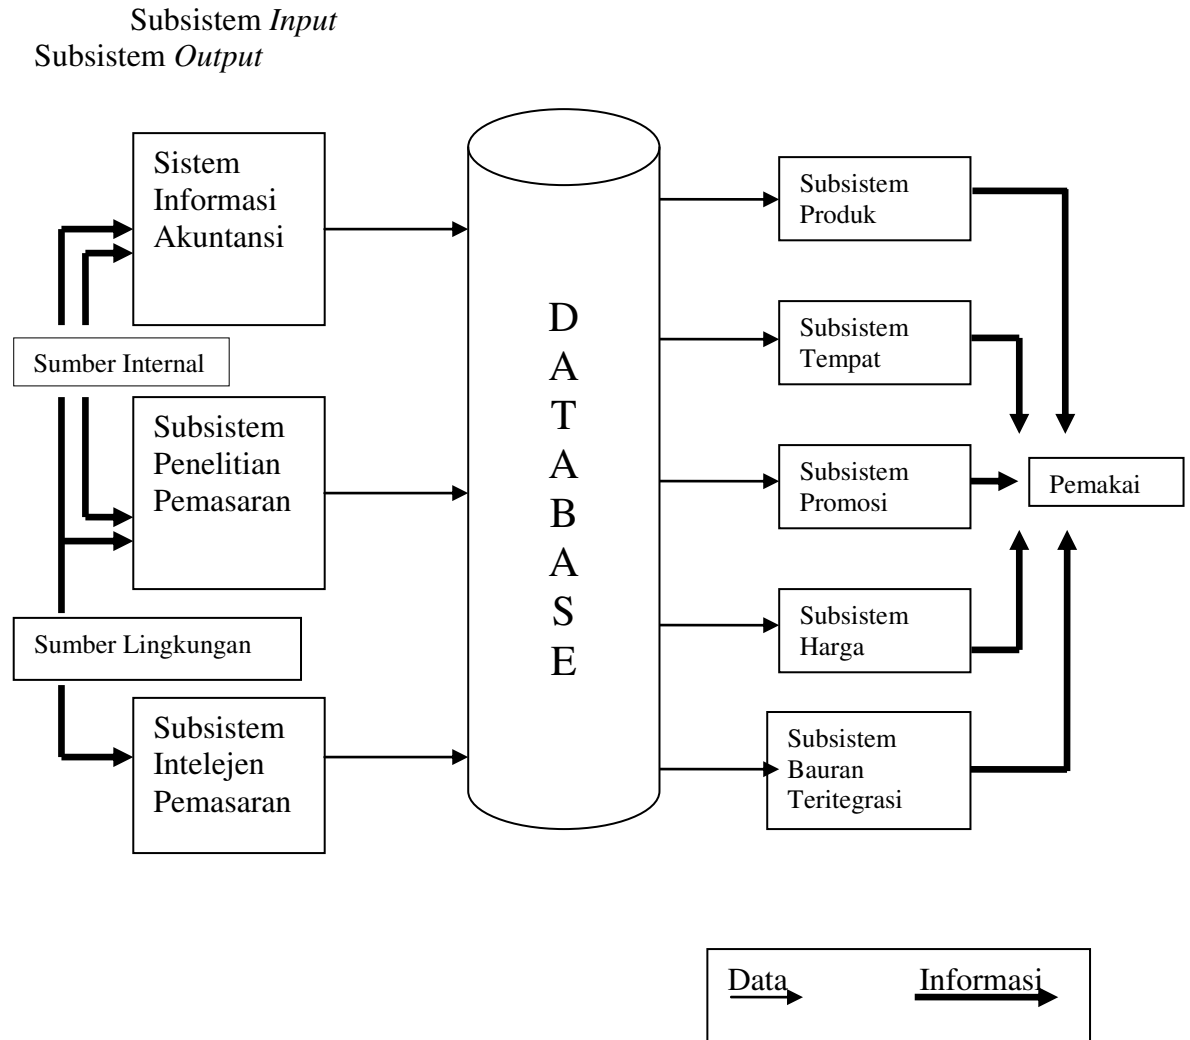 Subsistem Input
Subsistem Output
Sistem
Informasi
Akuntansi
Sumber Internal
Subsistem
Penelitian
Pemasaran
Sumber Lingkungan
Subsistem
Intelejen
Pemasaran
D
A
T
A
B
A
S
E
Subsistem
Produk
Subsistem
Tempat
Subsistem
Promosi
Subsistem
Harga
Subsistem
Bauran
Teritegrasi
Pemakai
Data Informasi